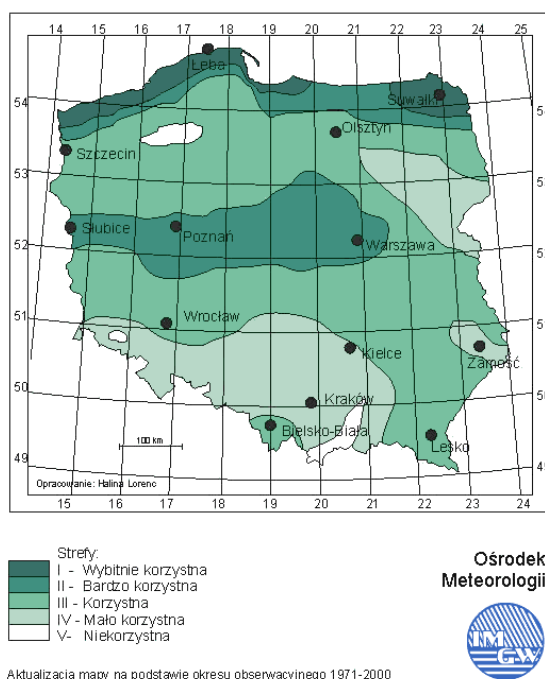 14 15 16 17 18 19 20 21 22 23 24 25
Łeba
54
Suwałki
Olsztyn
Szczecin
53
Słubice
Poznań
Warszawa
52
Wrocław
51
Kielce
Zamość
50
Kraków
Bielsko-Biała
Lesko
100 km
49
Opracowanie: Halina Lorenc
15 16 17 18 19 20 21 22 23 24
Strefy:
I - Wybitnie korzystna
II - Bardzo korzystna
III - Korzystna
IV - Mało korzystna
V- Niekorzystna
Ośrodek
Meteorologii
IM
GW
Aktualizacja mapy na podstawie okresu obserwacyjnego 1971-2000